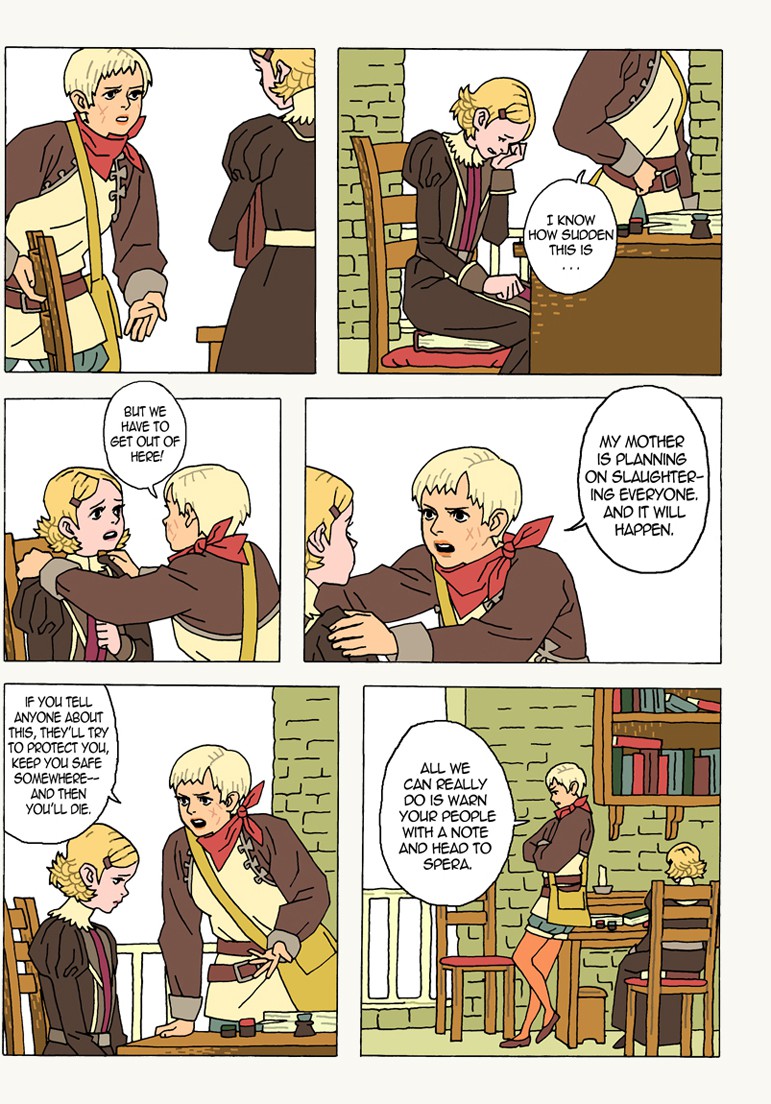 I KNOW
HOW SUDDEN
THIS IS
...
BUT WE
HAVE TO
GET OUT OF
HERE!
MY MOTHER
IS PLANNING
ON SLAUGHTER-
ING EVERYONE.
AND IT WILL
HAPPEN.
IF YOU TELL
ANYONE ABOUT
THIS, THEY'LL TRY
TO PROTECT YOU,
KEEP YOU SAFE
SOMEWHERE--
AND THEN
YOU'LL DIE.
ALL WE
CAN REALLY
DO IS WARN
YOUR PEOPLE
WITH A NOTE
AND HEAD TO
SPERA.